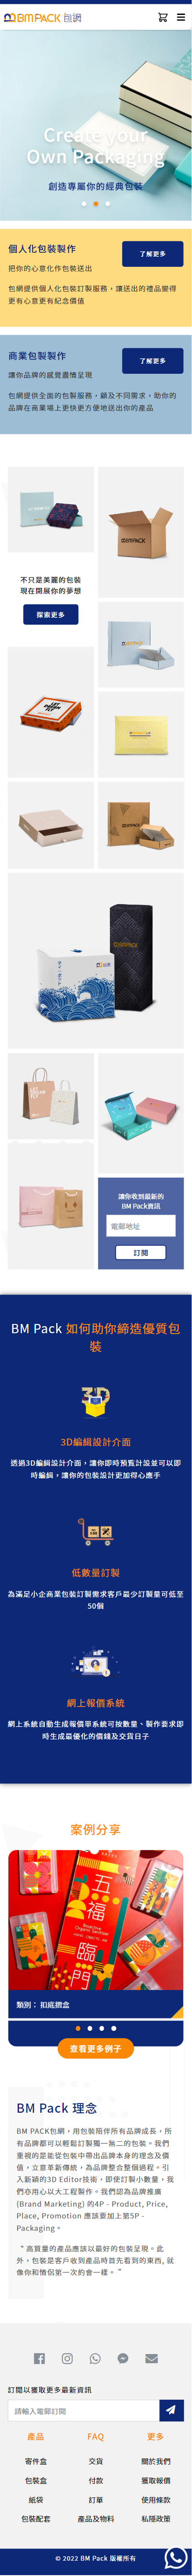 BMPACK 包網
Create your
Own Packaging
創造專屬你的經典包裝
個人化包裝製作
了解更多
把你的心意化作包裝送出
包網提供個人化包裝訂製服務，讓送出的禮品變得
更有心意更有紀念價值
商業包製製作
了解更多
讓你品牌的感覺盡情呈現
包網提供全面的包裝服務，顧及不同需求，助你的
品牌在商業場上更快更方便地送出你的產品
不只是美麗的包裝
現在開展你的夢想
探索更多
BMPACK
BMPACK
讓你收到最新的
BM Pack資訊
電郵地址
訂閱
BM Pack 如何助你締造優質包
裝
3D編緝設計介面
透過3D編緝設計介面，讓你即時預覧計設並可以即
時編緝，讓你的包裝設計更加得心應手
低數量訂製
為滿足小企商業包裝訂製需求客戶最少訂製量可低至
50個
網上報價系統
網上系統自動生成報價單系統可按數量、製作要求即
時生成最優化的價錢及交貨日子
案例分享
五福臨門
類別： 扣底摺盒
查看更多例子
BM Pack 理念
BM PACK包網，用包裝陪伴所有品牌成長，所
有品牌都可以輕鬆訂製獨一無二的包裝。我們
重視的是能從包裝中帶出品牌本身的理念及價
值，立意革新傳統，為品牌整合整個過程。引
入新穎的3D Editor技術，即使訂製小數量，我
們亦用心以大工程製作。我們認為品牌推廣
(Brand Marketing) 的4P - Product, Price,
Place, Promotion 應該要加上第5P -
Packaging。
“ 高質量的產品應該以最好的包裝呈現。此
外，包裝是客戶收到產品時首先看到的東西, 就
像你和情侶第一次約會一樣。 ”
訂閱以獲取更多最新資訊
請輸入電郵訂閱
產品 FAQ 更多
寄件盒 交貨 關於我們
包裝盒 付款 獲取報價
紙袋 訂單 使用條款
包裝配套 產品及物料 私隱政策
© 2022 BM Pack 版權所有